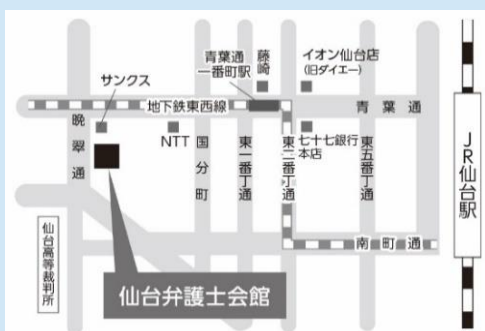 青葉通
一番町駅
藤崎
イオン仙台店
(旧ダイエー)
サンクス
地下鉄東西線
青葉通
晩翠通
NTT
国分町
東一番丁通
東二番丁通
七十七銀行
本店
東五番丁通
JR仙台駅
南町通
仙台高等裁判所
仙台弁護士会館